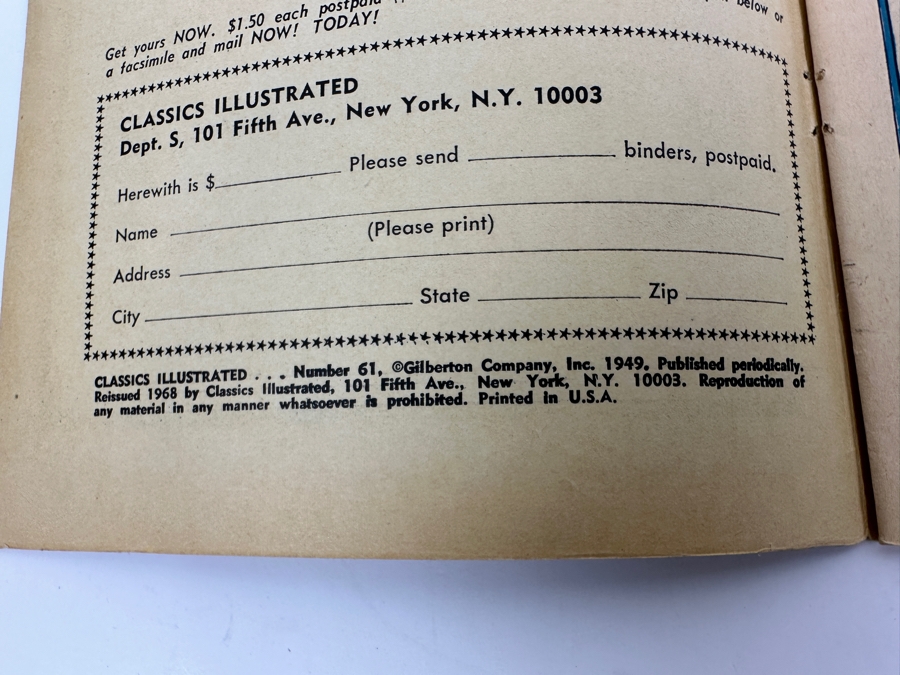 Get yours NOW. $1.50 each postpaid below or
a facsimile and mail NOW! TODAY!
CLASSICS ILLUSTRATED
Dept. S, 101 Fifth Ave., New York, N.Y. 10003
Herewith is $ Please send binders, postpaid.
Name
(Please print)
Address
City State Zip
CLASSICS ILLUSTRATED . . . Number 61, ©Gilberton Company, Inc. 1949. Published periodically.
Reissued 1968 by Classics Illustrated, 101 Fifth Ave., New York, N.Y. 10003. Reproduction of
any material in any manner whatsoever is prohibited. Printed in U.S.A.